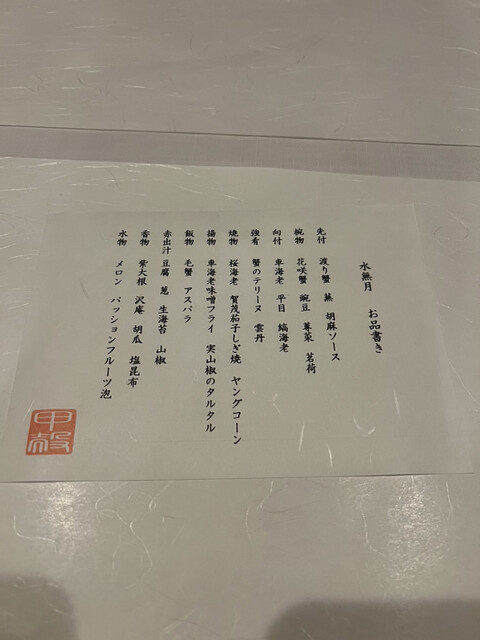 水無月 お品書き
先付 渡り蟹 蕪 胡麻ソース
椀物 花咲蟹 豌豆 蓴菜 茗荷
向付 車海老 平目 縞海老
強肴 蟹のテリーヌ 雲丹
焼物 桜海老 賀茂茄子しぎ焼 ヤングコーン
揚物 車海老味噌フライ 実山椒のタルタル
飯物 毛蟹 アスパラ
赤出汁 豆腐 葱 生海苔 山椒
香物 紫大根 沢庵 胡瓜 塩昆布
水物 メロン パッションフルーツ泡
甲殻